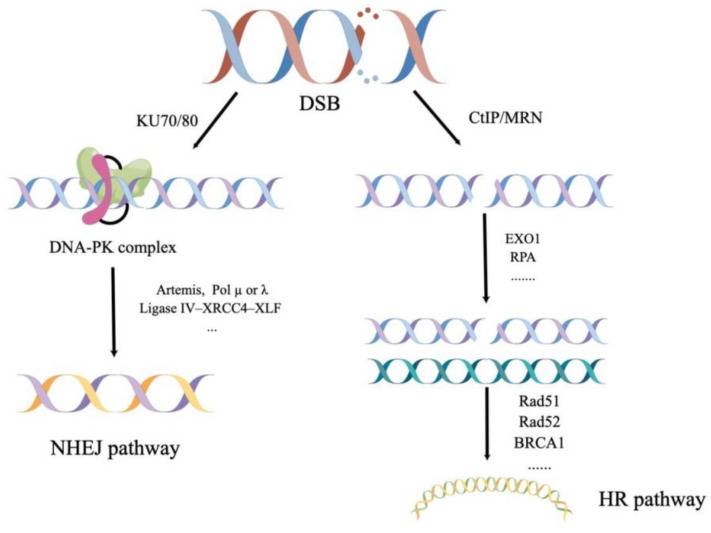 DSB
KU70/80
CtIP/MRN
DNA-PK complex
EXO1
RPA
.......
Artemis, Pol μ or λ
Ligase IV–XRCC4–XLF
...
Rad51
Rad52
BRCA1
......
NHEJ pathway
HR pathway